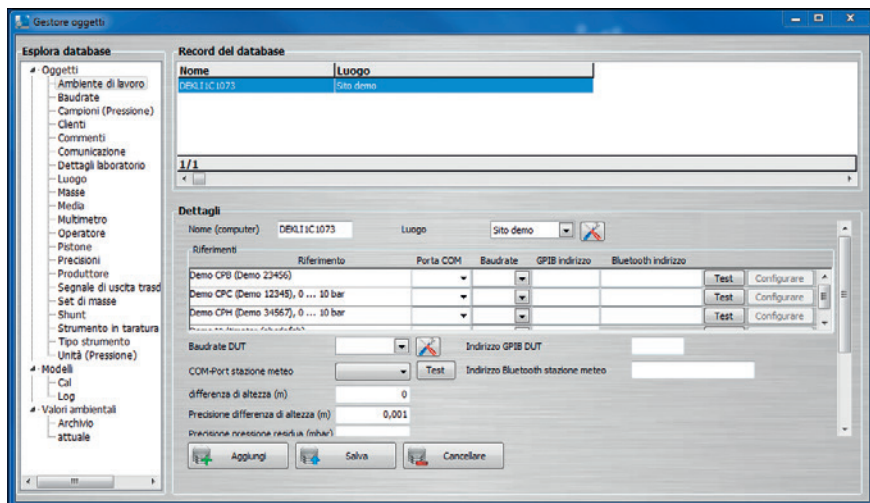 Gestore oggetti
Esplora database
Oggetti
Ambiente di lavoro
Baudrate
Campioni (Pressione)
Clienti
Commenti
Comunicazione
Dettagli laboratorio
Luogo
Masse
Media
Multimetro
Operatore
Pistone
Precisioni
Produttore
Segnale di uscita trasd
Set di masse
Shunt
Strumento in taratura
Tipo strumento
Unità (Pressione)
Modelli
Cal
Log
Valori ambientali
Archivio
attuale
Record del database
Nome Luogo
DEKLI1C1073 Sito demo
1/1
Dettagli
Nome (computer) DEKLI1C1073 Luogo Sito demo
Riferimenti
Riferimento Porta COM Baudrate GPIB indirizzo Bluetooth indirizzo
Demo CPB (Demo 23456) Test Configurare
Demo CPC (Demo 12345), 0 ... 10 bar Test Configurare
Demo CPH (Demo 34567), 0 ... 10 bar Test Configurare
Baudrate DUT Indirizzo GPIB DUT
COM-Port stazione meteo Test Indirizzo Bluetooth stazione meteo
differenza di altezza (m) 0
Precisione differenza di altezza (m) 0,001
Precisione pressione residua (mbar)
Aggiungi Salva Cancellare